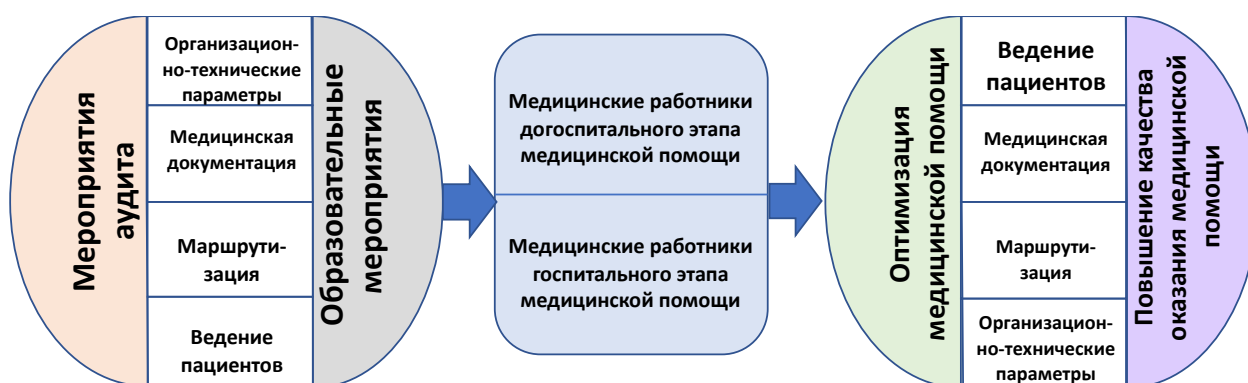 Мероприятия
аудита
Организацион-
но-технические
параметры
Медицинская
документация
Маршрути-
зация
Ведение
пациентов
Образовательные
мероприятия
Медицинские работники
догоспитального этапа
медицинской помощи
Медицинские работники
госпитального этапа
медицинской помощи
Оптимизация
медицинской помощи
Ведение
пациентов
Медицинская
документация
Маршрути-
зация
Организацион-
но-технические
параметры
Повышение качества
оказания медицинской
помощи